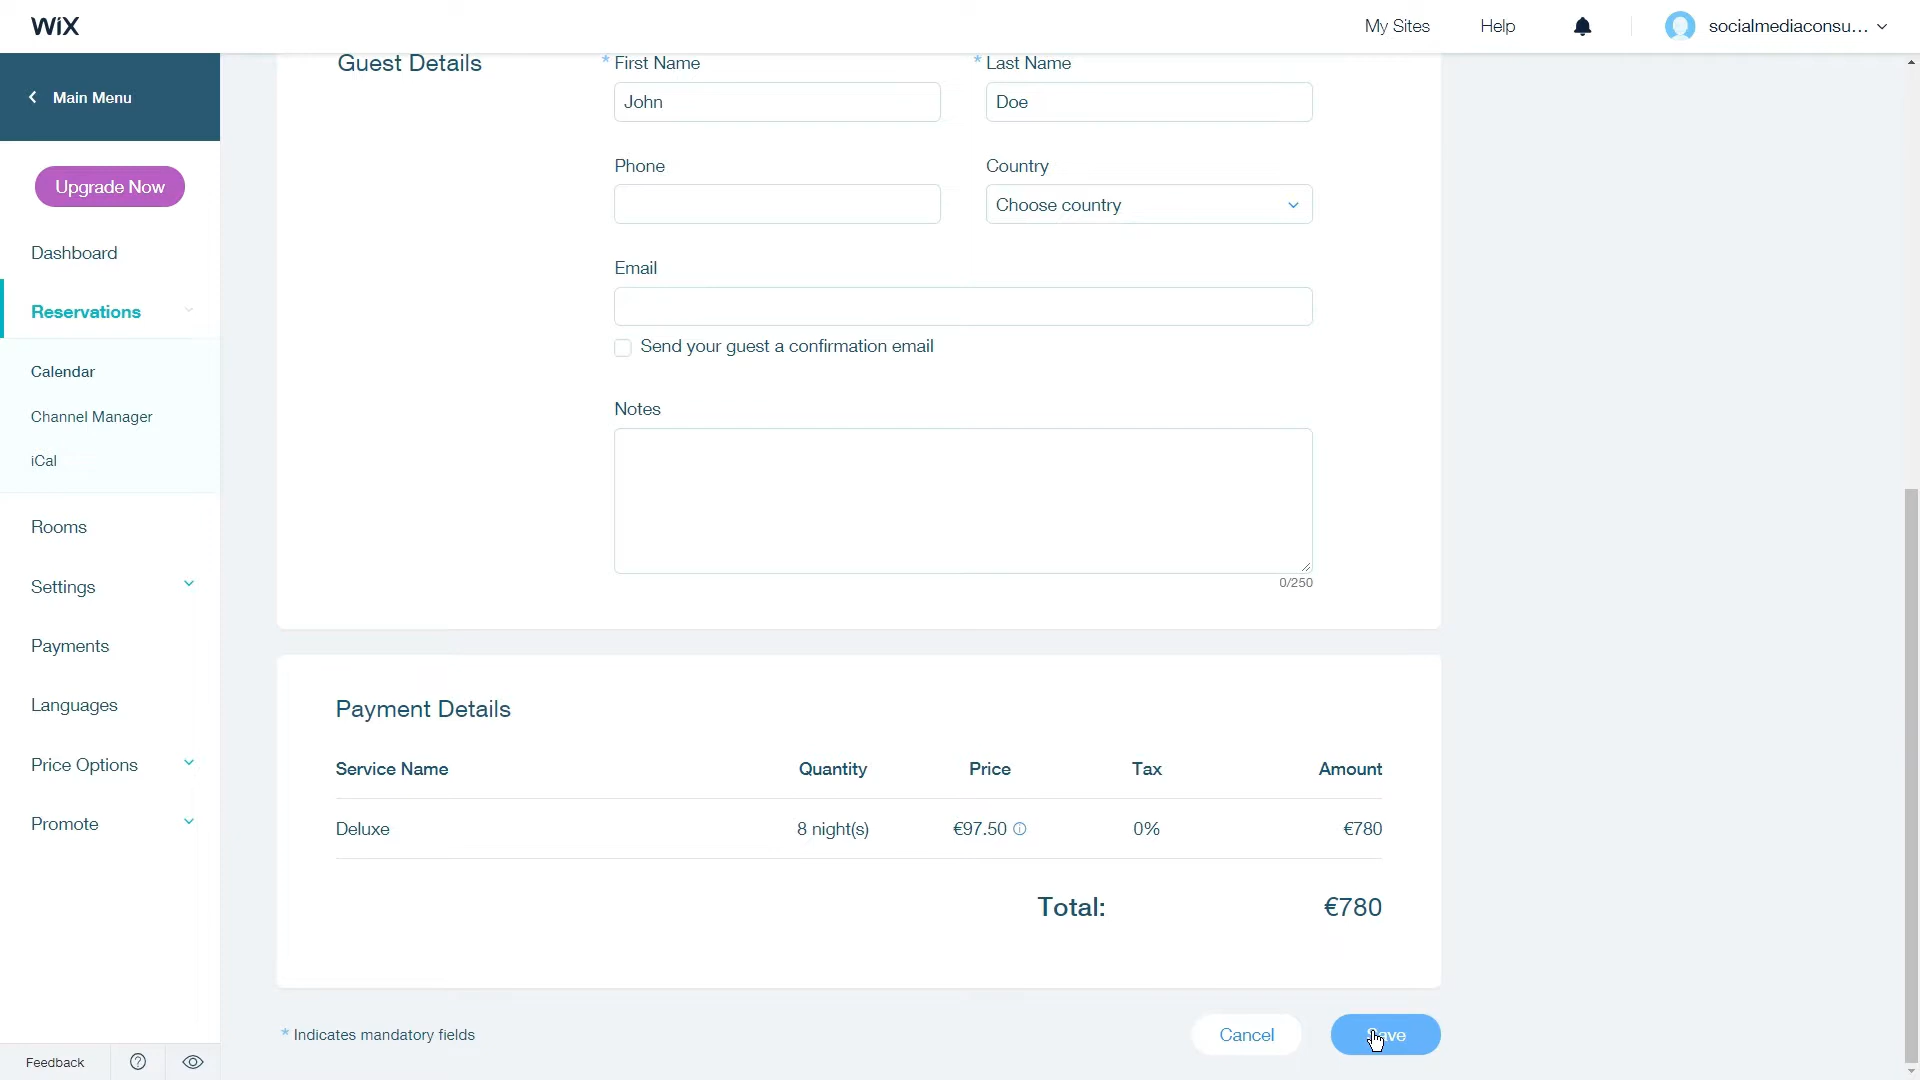 WiX
My Sites
Help
socialmediaconsu...
Main Menu
Upgrade Now
Dashboard
Reservations
Calendar
Channel Manager
iCal
Rooms
Settings
Payments
Languages
Price Options
Promote
Feedback
Guest Details
* First Name
* Last Name
John
Doe
Phone
Country
Choose country
Email
Send your guest a confirmation email
Notes
0/250
Payment Details
Service Name Quantity Price Tax Amount
Deluxe 8 night(s) €97.50 0% €780
Total: €780
* Indicates mandatory fields
Cancel